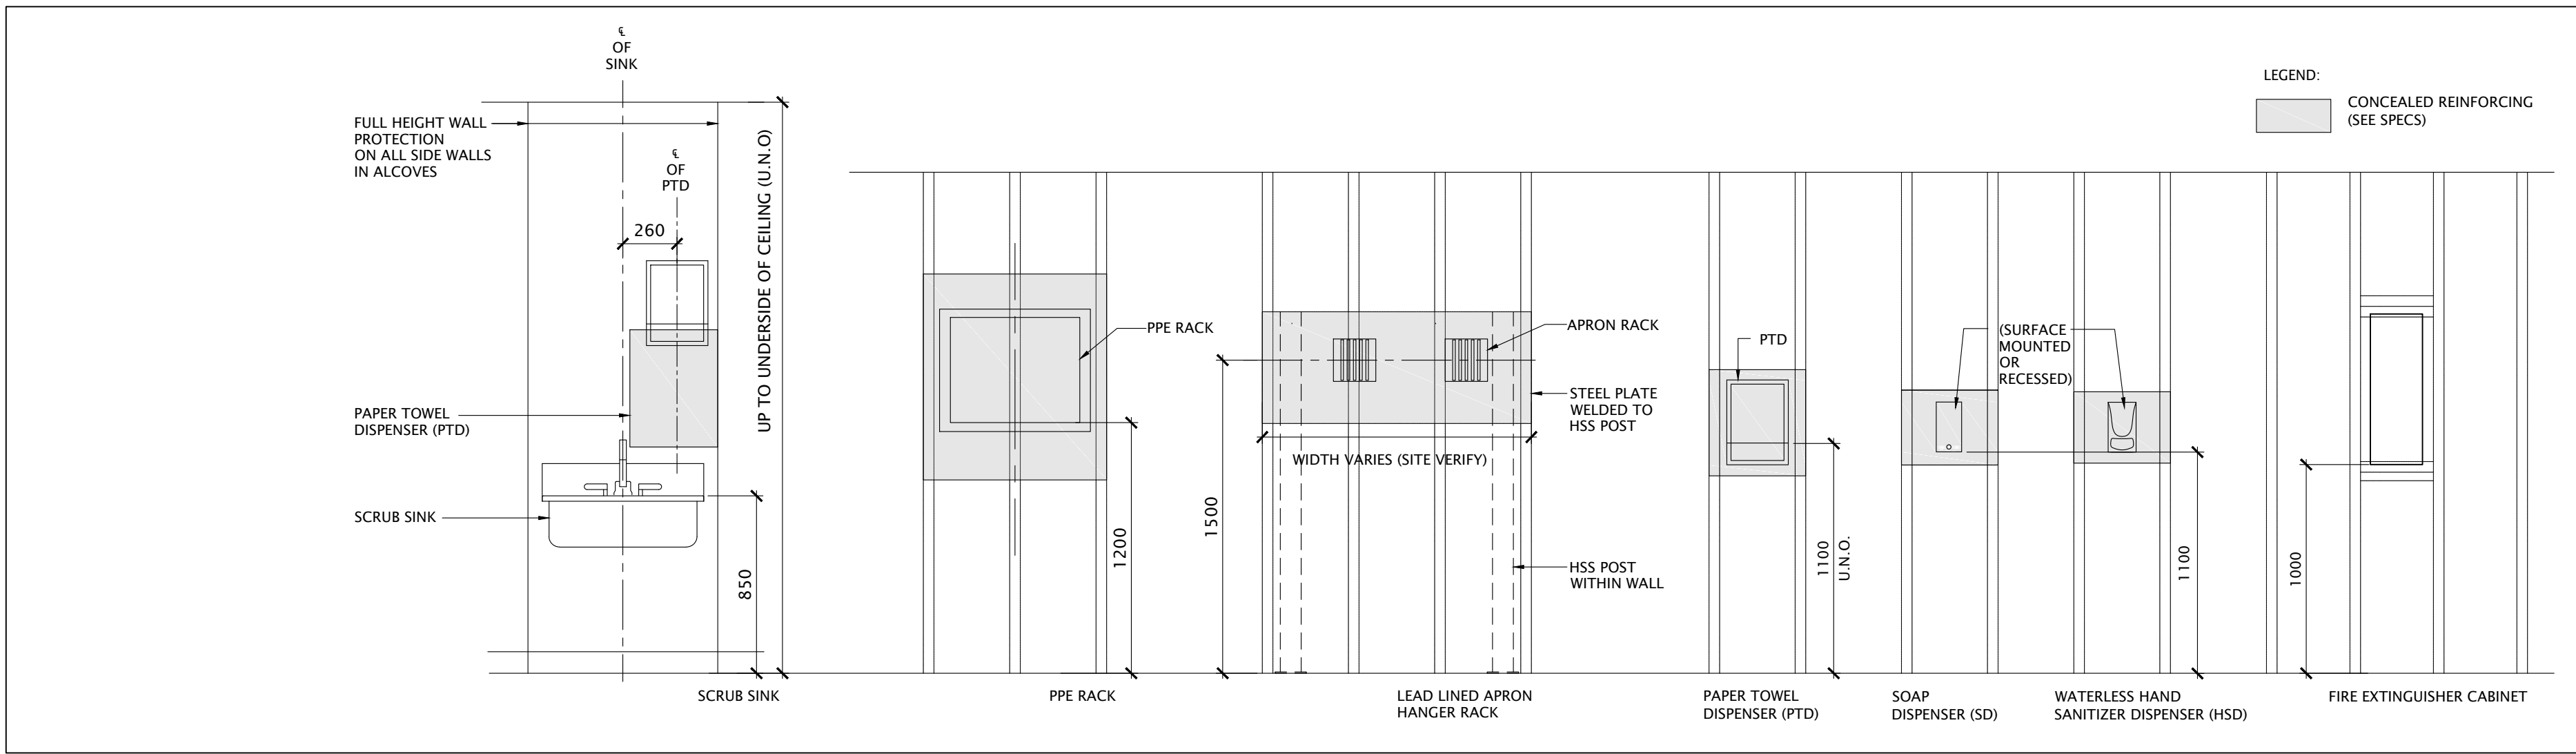 ℄
OF
SINK
FULL HEIGHT WALL
PROTECTION
ON ALL SIDE WALLS
IN ALCOVES
℄
OF
PTD
260
UP TO UNDERSIDE OF CEILING (U.N.O)
PAPER TOWEL
DISPENSER (PTD)
SCRUB SINK
850
SCRUB SINK
PPE RACK
1200
PPE RACK
APRON RACK
STEEL PLATE
WELDED TO
HSS POST
WIDTH VARIES (SITE VERIFY)
1500
HSS POST
WITHIN WALL
LEAD LINED APRON
HANGER RACK
PTD
1100
U.N.O.
PAPER TOWEL
DISPENSER (PTD)
(SURFACE
MOUNTED
OR
RECESSED)
SOAP
DISPENSER (SD)
1100
WATERLESS HAND
SANITIZER DISPENSER (HSD)
1000
FIRE EXTINGUISHER CABINET
LEGEND:
CONCEALED REINFORCING
(SEE SPECS)